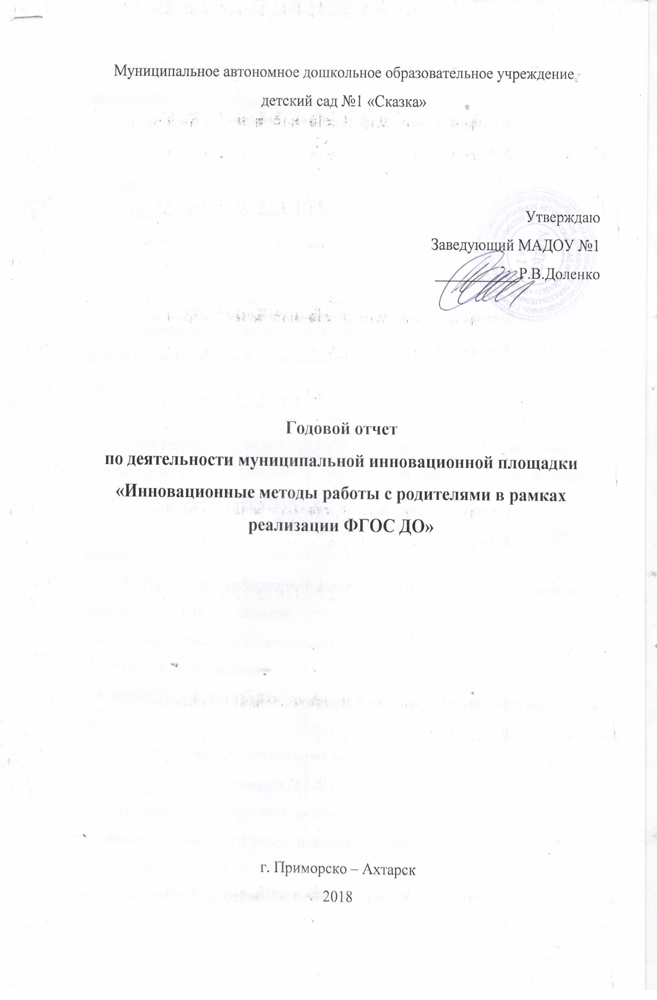 Муниципальное автономное дошкольное образовательное учреждение
детский сад №1 «Сказка»
Утверждаю
Заведующий МАДОУ №1
Р.В.Доленко
Годовой отчет
по деятельности муниципальной инновационной площадки
«Инновационные методы работы с родителями в рамках
реализации ФГОС ДО»
г. Приморско – Ахтарск
2018